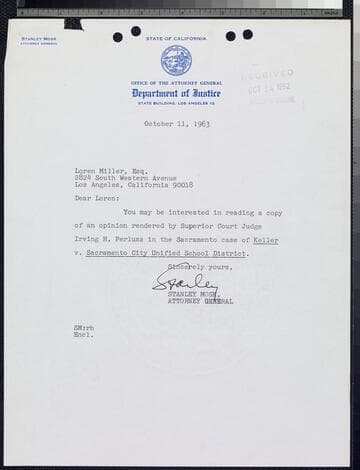 STANLEY MOSK
ATTORNEY GENERAL
STATE OF CALIFORNIA
OFFICE OF THE ATTORNEY GENERAL
Department of Justice
STATE BUILDING, LOS ANGELES 12
RECEIVED
OCT 14
October 11, 1963
Loren Miller, Esq.
2824 South Western Avenue
Los Angeles, California 90018
Dear Loren:
You may be interested in reading a copy
of an opinion rendered by Superior Court Judge
Irving H. Perluss in the Sacramento case of Keller
v. Sacramento City Unified School District.
Sincerely yours,
Stanley
STANLEY MOSK
ATTORNEY GENERAL
SM:rh
Encl.